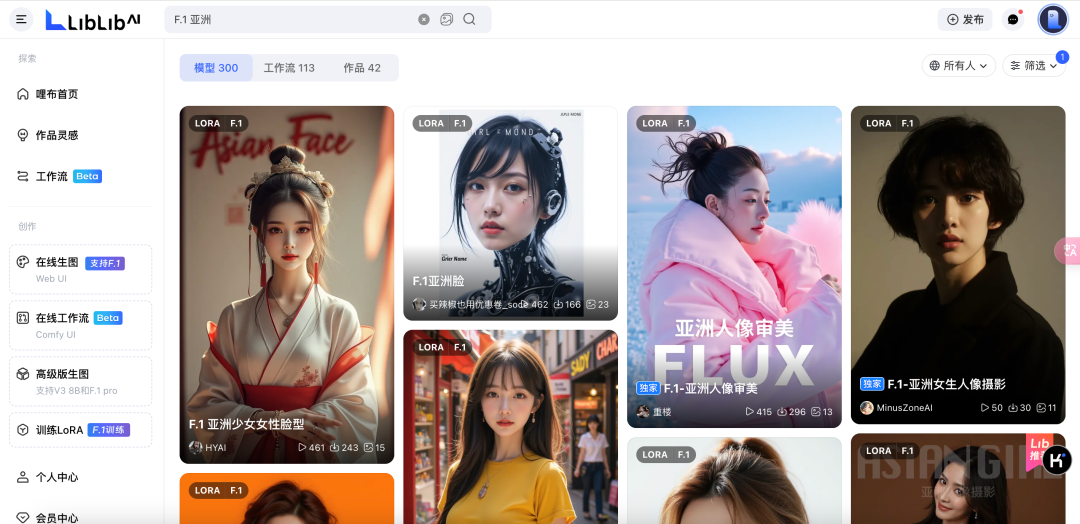 LIBLIBAI
F.1 亚洲
发布
探索
哩布首页
作品灵感
工作流 Beta
创作
在线生图 支持F.1
Web UI
在线工作流 Beta
Comfy UI
高级版生图
支持V3 8B和F.1 pro
训练LoRA F.1训练
个人中心
会员中心
模型 300
工作流 113
作品 42
所有人
筛选
1
LORA F.1
Asian Face
F.1 亚洲少女女性脸型
HYAI
461 243 15
LORA F.1
F.1亚洲脸
买辣椒也用优惠卷_sode 462 166 23
LORA F.1
亚洲人像审美
FLUX
独家 F.1-亚洲人像审美
重楼
415 296 13
LORA F.1
独家 F.1-亚洲女生人像摄影
MinusZoneAI
50 30 11
LORA F.1
LORA F.1
LORA F.1
LORA F.1
ASIAN GIRL
Lib
K